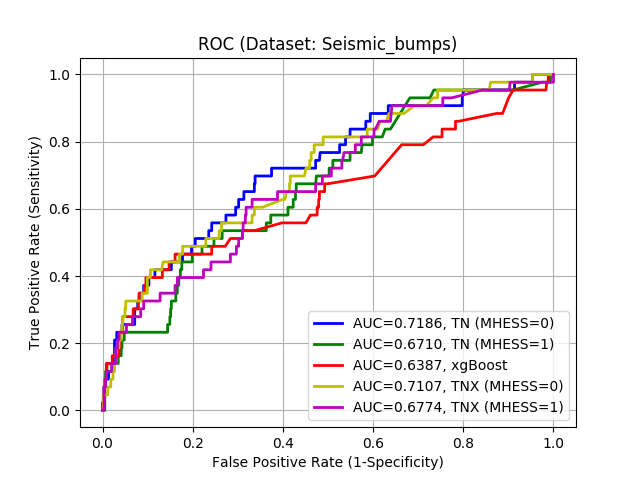 ROC (Dataset: Seismic_bumps)
True Positive Rate (Sensitivity)
1.0
0.8
0.6
0.4
0.2
0.0
AUC=0.7186, TN (MHESS=0)
AUC=0.6710, TN (MHESS=1)
AUC=0.6387, xgBoost
AUC=0.7107, TNX (MHESS=0)
AUC=0.6774, TNX (MHESS=1)
0.0 0.2 0.4 0.6 0.8 1.0
False Positive Rate (1-Specificity)